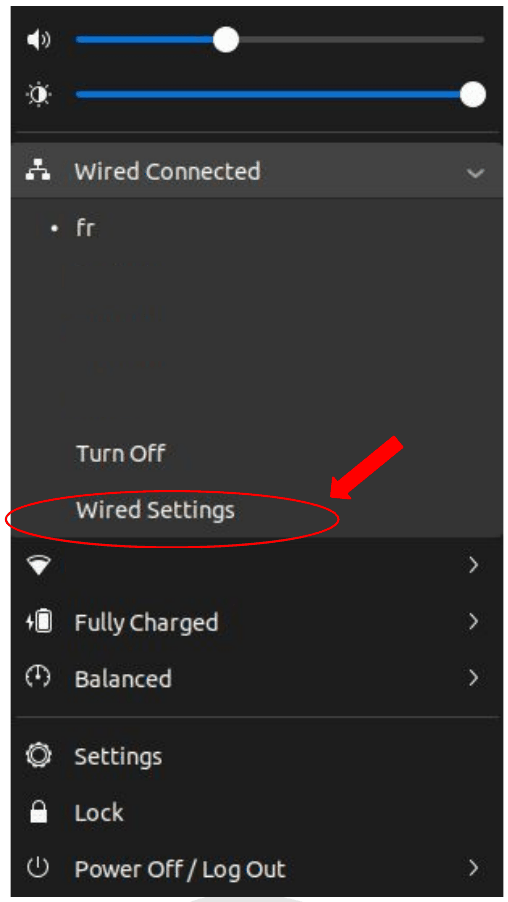 Wired Connected
fr
Turn Off
Wired Settings
Fully Charged
Balanced
Settings
Lock
Power Off / Log Out